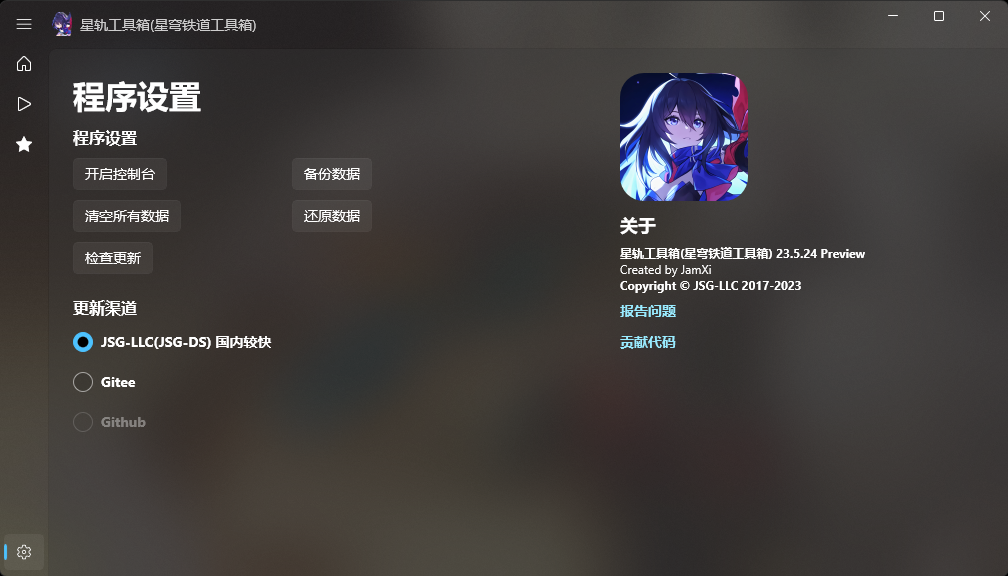 星轨工具箱(星穹铁道工具箱)
程序设置
程序设置
开启控制台
备份数据
清空所有数据
还原数据
检查更新
更新渠道
JSG-LLC(JSG-DS) 国内较快
Gitee
Github
关于
星轨工具箱(星穹铁道工具箱) 23.5.24 Preview
Created by JamXi
Copyright © JSG-LLC 2017-2023
报告问题
贡献代码